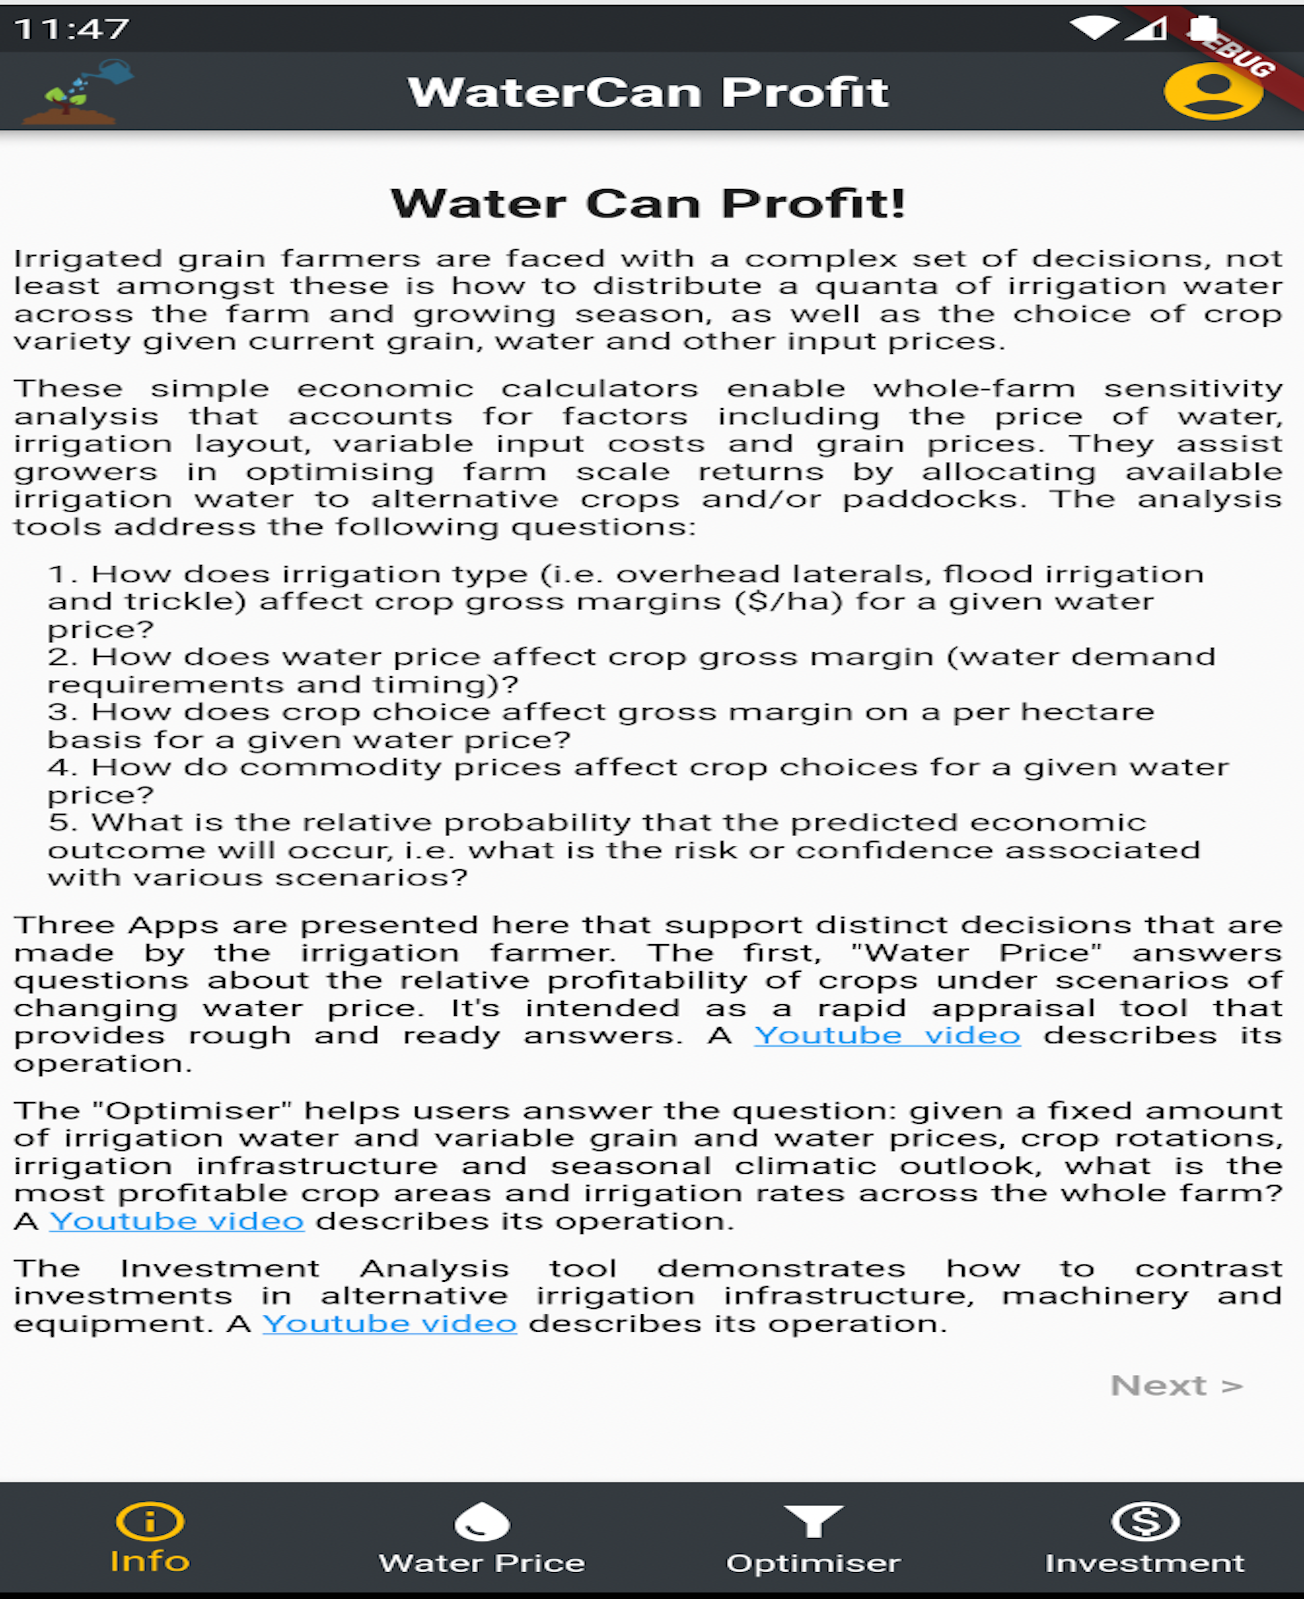 11:47
DEBUG
WaterCan Profit
Water Can Profit!
Irrigated grain farmers are faced with a complex set of decisions, not
least amongst these is how to distribute a quanta of irrigation water
across the farm and growing season, as well as the choice of crop
variety given current grain, water and other input prices.
These simple economic calculators enable whole-farm sensitivity
analysis that accounts for factors including the price of water,
irrigation layout, variable input costs and grain prices. They assist
growers in optimising farm scale returns by allocating available
irrigation water to alternative crops and/or paddocks. The analysis
tools address the following questions:
1. How does irrigation type (i.e. overhead laterals, flood irrigation
and trickle) affect crop gross margins ($/ha) for a given water
price?
2. How does water price affect crop gross margin (water demand
requirements and timing)?
3. How does crop choice affect gross margin on a per hectare
basis for a given water price?
4. How do commodity prices affect crop choices for a given water
price?
5. What is the relative probability that the predicted economic
outcome will occur, i.e. what is the risk or confidence associated
with various scenarios?
Three Apps are presented here that support distinct decisions that are
made by the irrigation farmer. The first, "Water Price" answers
questions about the relative profitability of crops under scenarios of
changing water price. It's intended as a rapid appraisal tool that
provides rough and ready answers. A Youtube video describes its
operation.
The "Optimiser" helps users answer the question: given a fixed amount
of irrigation water and variable grain and water prices, crop rotations,
irrigation infrastructure and seasonal climatic outlook, what is the
most profitable crop areas and irrigation rates across the whole farm?
A Youtube video describes its operation.
The Investment Analysis tool demonstrates how to contrast
investments in alternative irrigation infrastructure, machinery and
equipment. A Youtube video describes its operation.
Next >
Info
Water Price
Optimiser
Investment